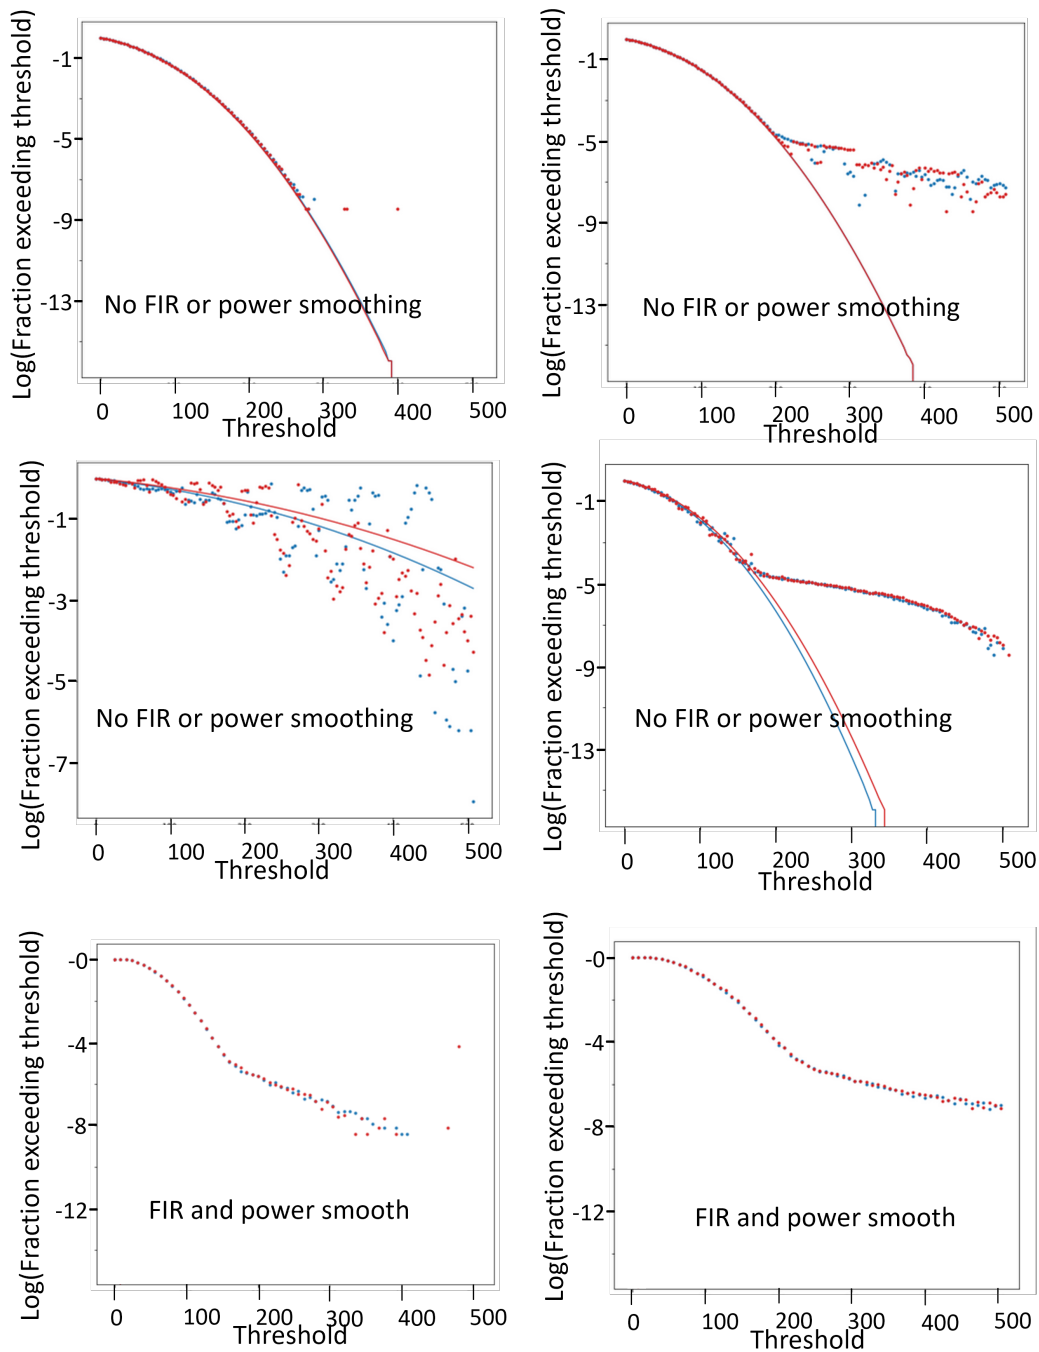 Log(Fraction exceeding threshold)
-1
-5
-9
-13
No FIR or power smoothing
0 100 200 300 400 500
Threshold
Log(Fraction exceeding threshold)
-1
-5
-9
-13
No FIR or power smoothing
0 100 200 300 400 500
Threshold
Log(Fraction exceeding threshold)
-1
-3
-5
-7
No FIR or power smoothing
0 100 200 300 400 500
Threshold
Log(Fraction exceeding threshold)
-1
-5
-9
-13
No FIR or power smoothing
0 100 200 300 400 500
Threshold
Log(Fraction exceeding threshold)
-0
-4
-8
-12
FIR and power smooth
0 100 200 300 400 500
Threshold
Log(Fraction exceeding threshold)
-0
-4
-8
-12
FIR and power smooth
0 100 200 300 400 500
Threshold